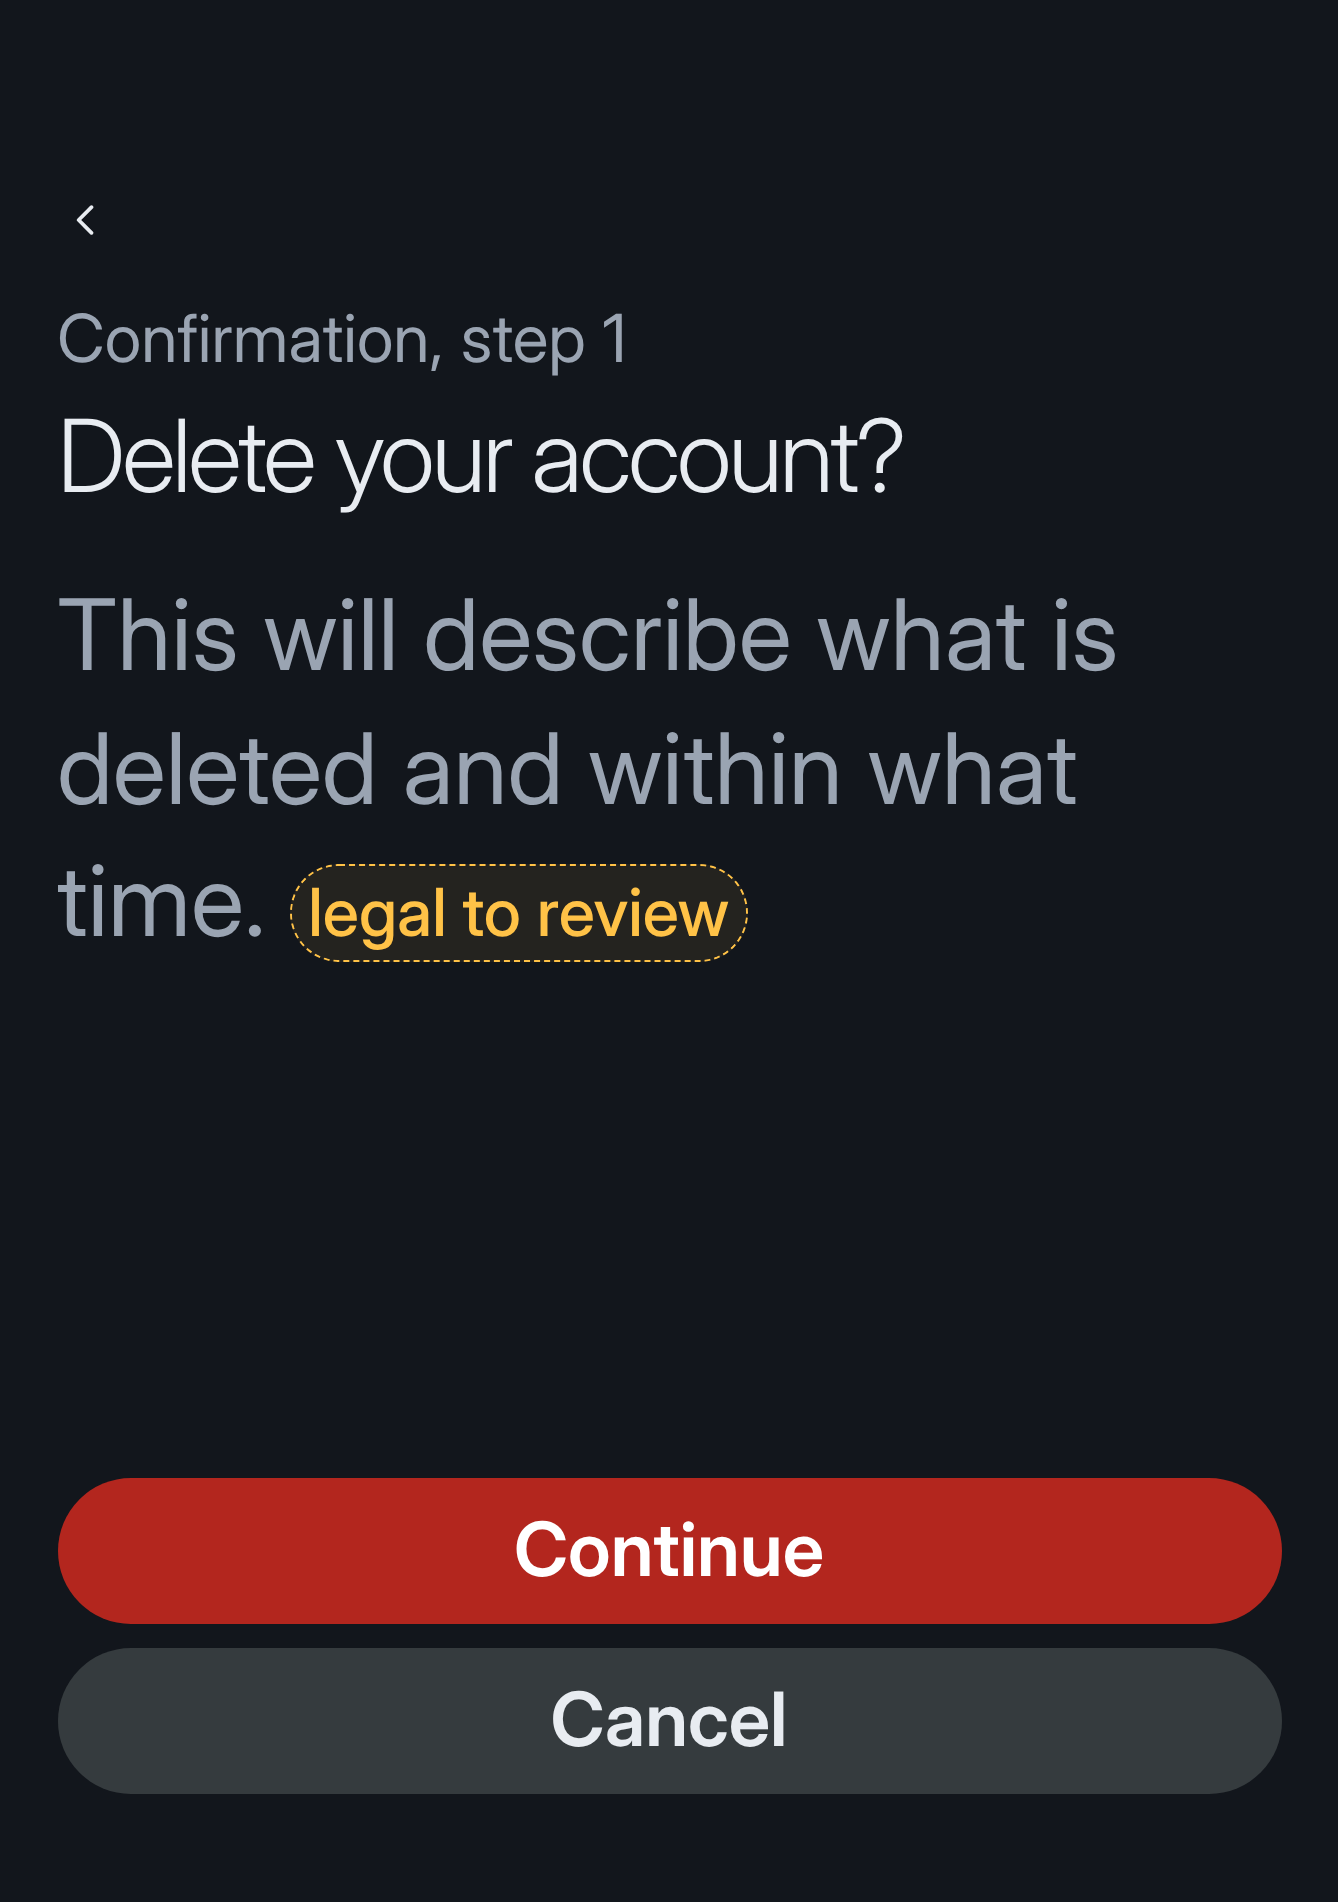 Confirmation, step 1
Delete your account?
This will describe what is
deleted and within what
time. legal to review
Continue
Cancel